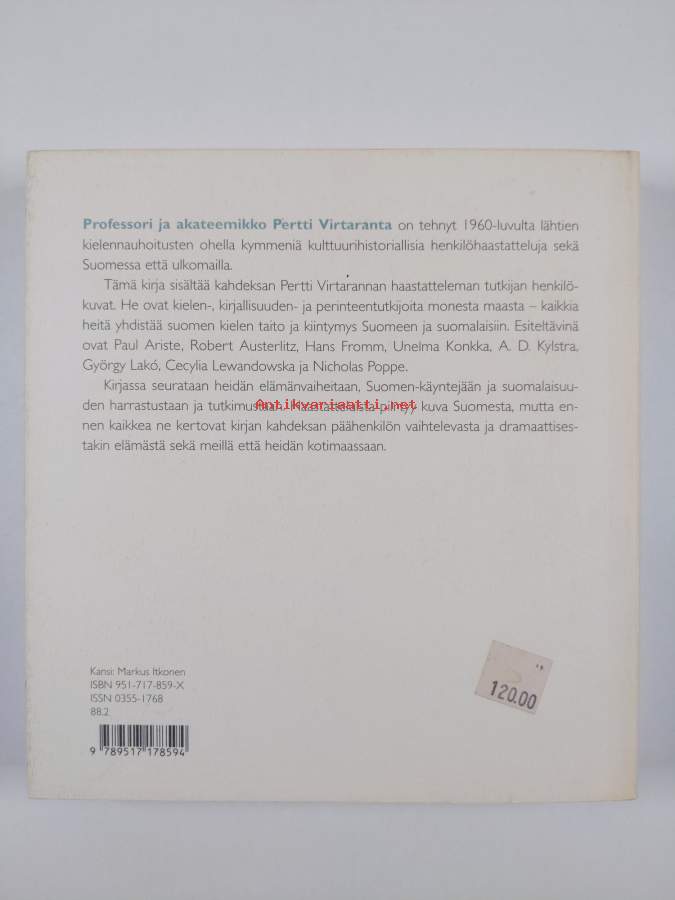 Professori ja akateemikko Pertti Virtaranta on tehnyt 1960-luvulta lähtien
kielennauhoitusten ohella kymmeniä kulttuurihistoriallisia henkilöhaastatteluja sekä
Suomessa että ulkomailla.
Tämä kirja sisältää kahdeksan Pertti Virtarannan haastatteleman tutkijan henkilö-
kuvat. He ovat kielen-, kirjallisuuden- ja perinteentutkijoita monesta maasta – kaikkia
heitä yhdistää suomen kielen taito ja kiintymys Suomeen ja suomalaisiin. Esiteltävinä
ovat Paul Ariste, Robert Austerlitz, Hans Fromm, Unelma Konkka, A. D. Kylstra,
György Lakó, Cecylia Lewandowska ja Nicholas Poppe.
Kirjassa seurataan heidän elämänvaiheitaan, Suomen-käyntejään ja suomalaisuu-
den harrastustaan ja kuva Suomesta, mutta en-
Antikvariantti.net
nen kaikkea ne kertovat kirjan kahdeksan päähenkilön vaihtelevasta ja dramaattises-
takin elämästä sekä meillä että heidän kotimaassaan.
Kansi: Markus Itkonen
ISBN 951-717-859-X
ISSN 0355-1768
88.2
9 789517 178594
120.00